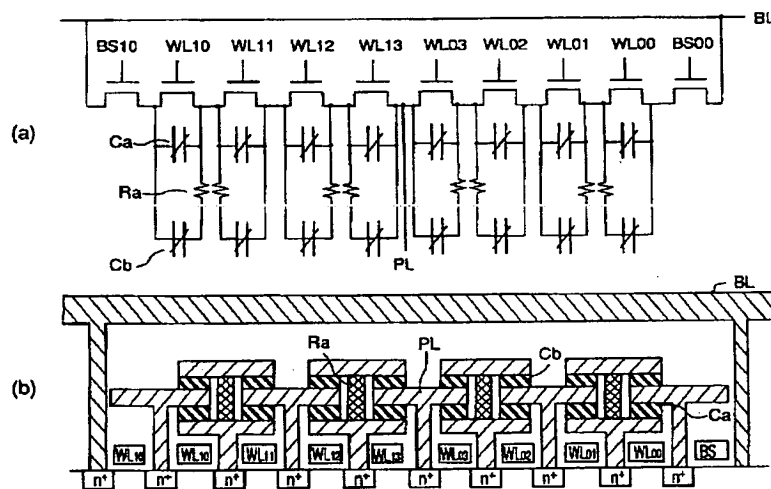 BL
BS10 WL10 WL11 WL12 WL13 WL03 WL02 WL01 WL00 BS00
(a)
Ca
Ra
Cb
PL
BL
(b)
Ra PL Cb
Ca
WL10 WL10 WL11 WL12 WL13 WL03 WL02 WL01 WL00 BS
n+ n+ n+ n+ n+ n+ n+ n+ n+ n+